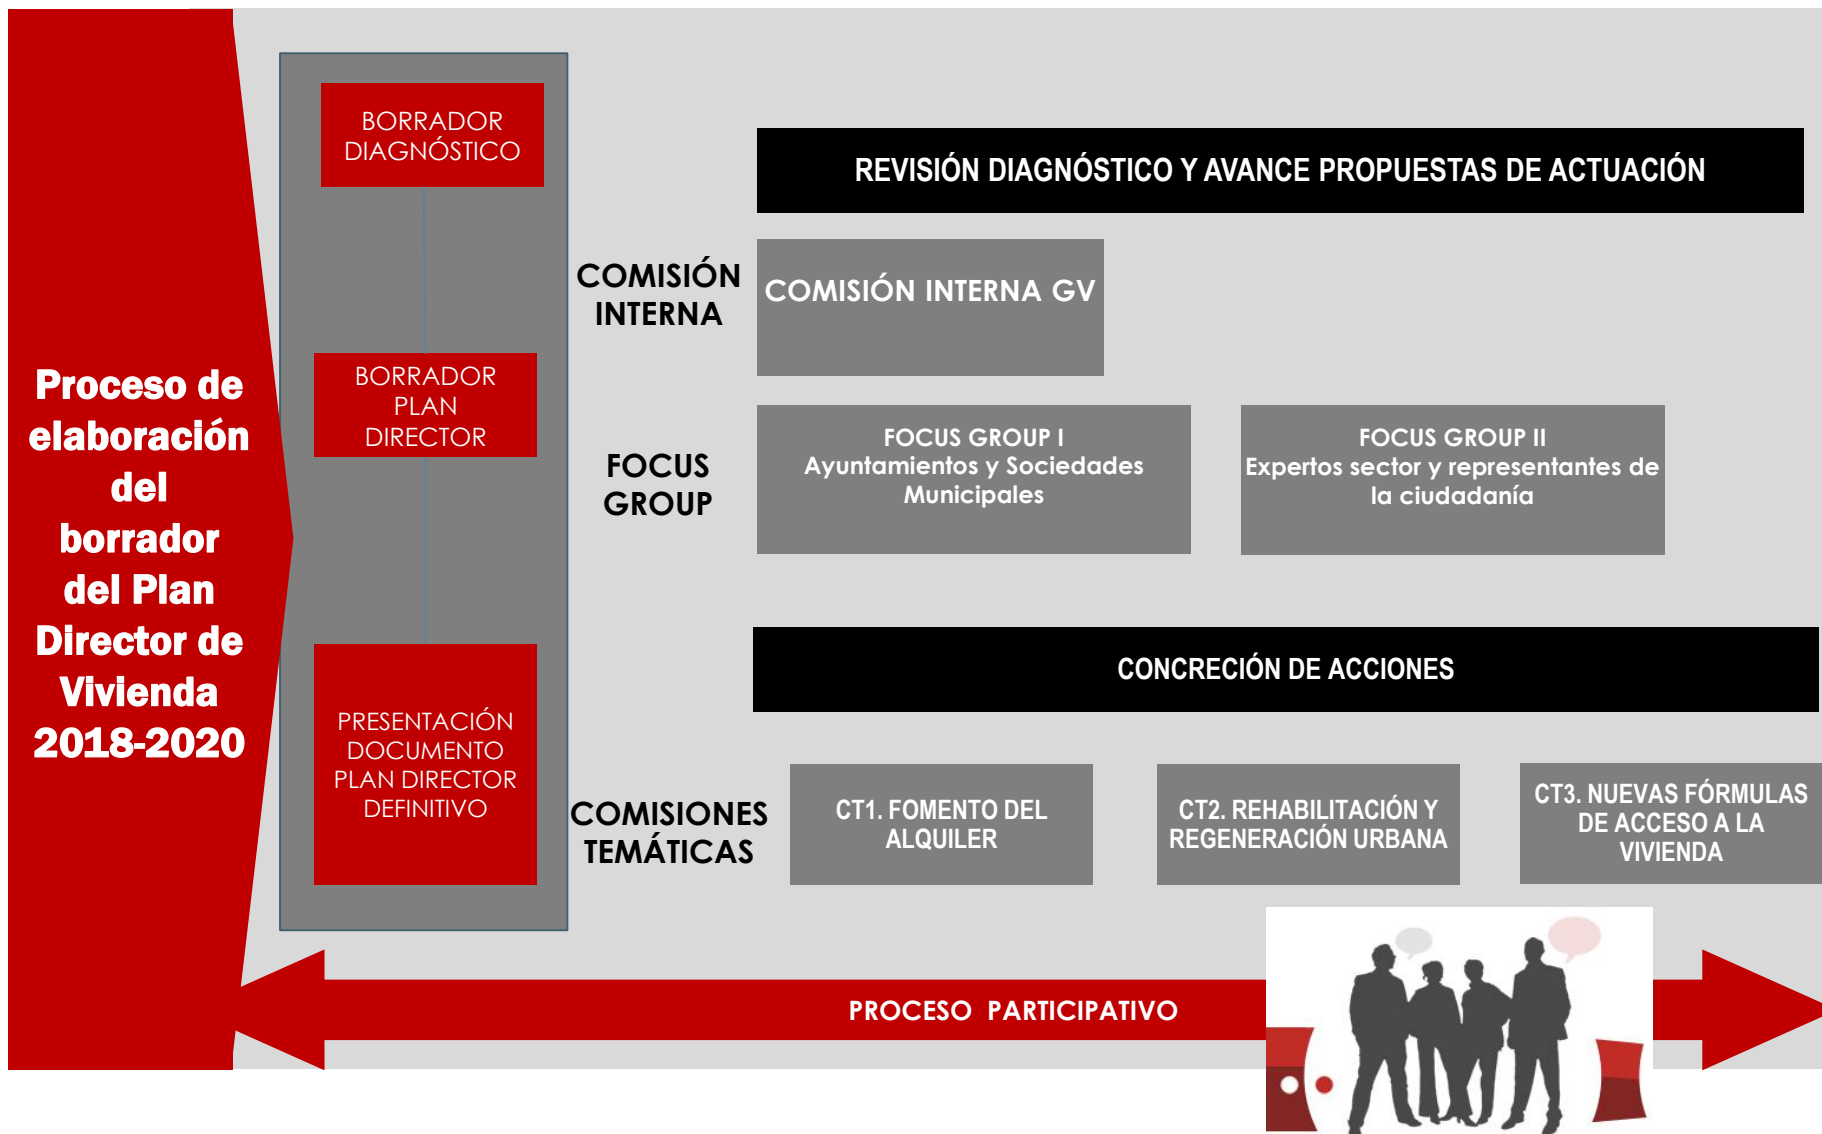 Proceso de
elaboración
del
borrador
del Plan
Director de
Vivienda
2018-2020
BORRADOR
DIAGNÓSTICO
BORRADOR
PLAN
DIRECTOR
PRESENTACIÓN
DOCUMENTO
PLAN DIRECTOR
DEFINITIVO
REVISIÓN DIAGNÓSTICO Y AVANCE PROPUESTAS DE ACTUACIÓN
COMISIÓN
INTERNA
COMISIÓN INTERNA GV
FOCUS
GROUP
FOCUS GROUP I
Ayuntamientos y Sociedades
Municipales
FOCUS GROUP II
Expertos sector y representantes de
la ciudadanía
CONCRECIÓN DE ACCIONES
COMISIONES
TEMÁTICAS
CT1. FOMENTO DEL
ALQUILER
CT2. REHABILITACIÓN Y
REGENERACIÓN URBANA
CT3. NUEVAS FÓRMULAS
DE ACCESO A LA
VIVIENDA
PROCESO PARTICIPATIVO